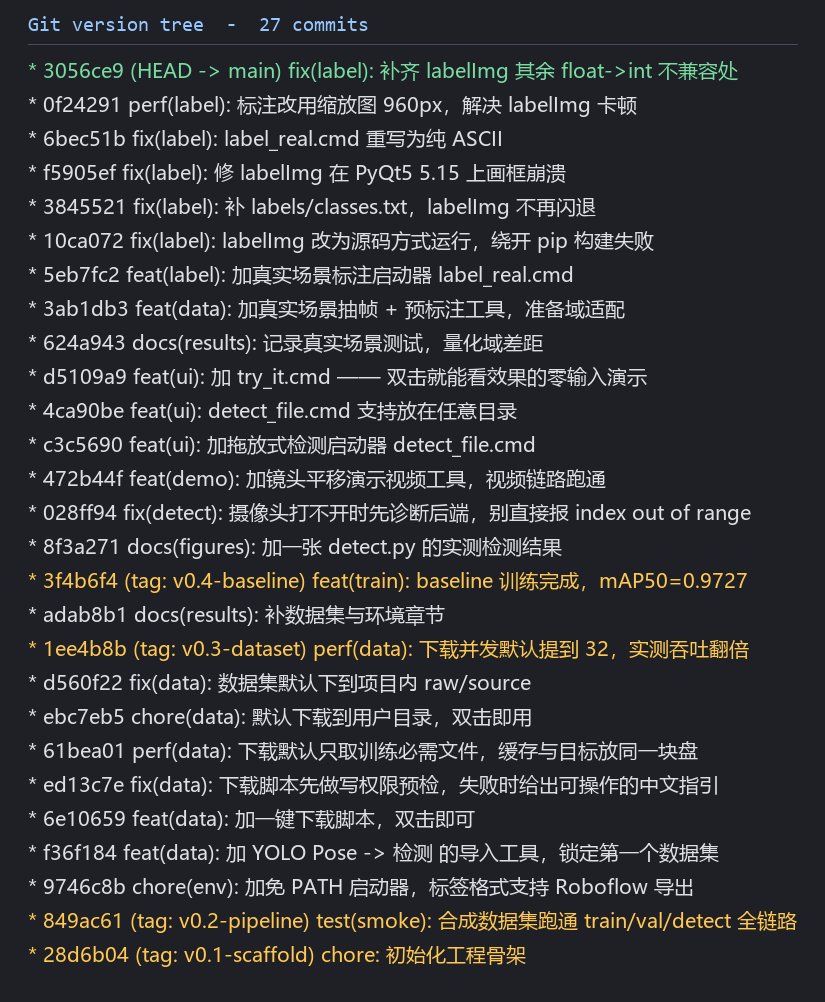 Git version tree  -  27 commits
* 3056ce9 (HEAD -> main) fix(label): 补齐 labelImg 其余 float->int 不兼容处
* 0f24291 perf(label): 标注改用缩放图 960px，解决 labelImg 卡顿
* 6bec51b fix(label): label_real.cmd 重写为纯 ASCII
* f5905ef fix(label): 修 labelImg 在 PyQt5 5.15 上画框崩溃
* 3845521 fix(label): 补 labels/classes.txt，labelImg 不再闪退
* 10ca072 fix(label): labelImg 改为源码方式运行，绕开 pip 构建失败
* 5eb7fc2 feat(label): 加真实场景标注启动器 label_real.cmd
* 3ab1db3 feat(data): 加真实场景抽帧 + 预标注工具，准备域适配
* 624a943 docs(results): 记录真实场景测试，量化域差距
* d5109a9 feat(ui): 加 try_it.cmd —— 双击就能看效果的零输入演示
* 4ca90be feat(ui): detect_file.cmd 支持放在任意目录
* c3c5690 feat(ui): 加拖放式检测启动器 detect_file.cmd
* 472b44f feat(demo): 加镜头平移演示视频工具，视频链路跑通
* 028ff94 fix(detect): 摄像头打不开时先诊断后端，别直接报 index out of range
* 8f3a271 docs(figures): 加一张 detect.py 的实测检测结果
* 3f4b6f4 (tag: v0.4-baseline) feat(train): baseline 训练完成，mAP50=0.9727
* adab8b1 docs(results): 补数据集与环境章节
* 1ee4b8b (tag: v0.3-dataset) perf(data): 下载并发默认提到 32，实测吞吐翻倍
* d560f22 fix(data): 数据集默认下到项目内 raw/source
* ebc7eb5 chore(data): 默认下载到用户目录，双击即用
* 61bea01 perf(data): 下载默认只取训练必需文件，缓存与目标放同一块盘
* ed13c7e fix(data): 下载脚本先做写权限预检，失败时给出可操作的中文指引
* 6e10659 feat(data): 加一键下载脚本，双击即可
* f36f184 feat(data): 加 YOLO Pose -> 检测 的导入工具，锁定第一个数据集
* 9746c8b chore(env): 加免 PATH 启动器，标签格式支持 Roboflow 导出
* 849ac61 (tag: v0.2-pipeline) test(smoke): 合成数据集跑通 train/val/detect 全链路
* 28d6b04 (tag: v0.1-scaffold) chore: 初始化工程骨架